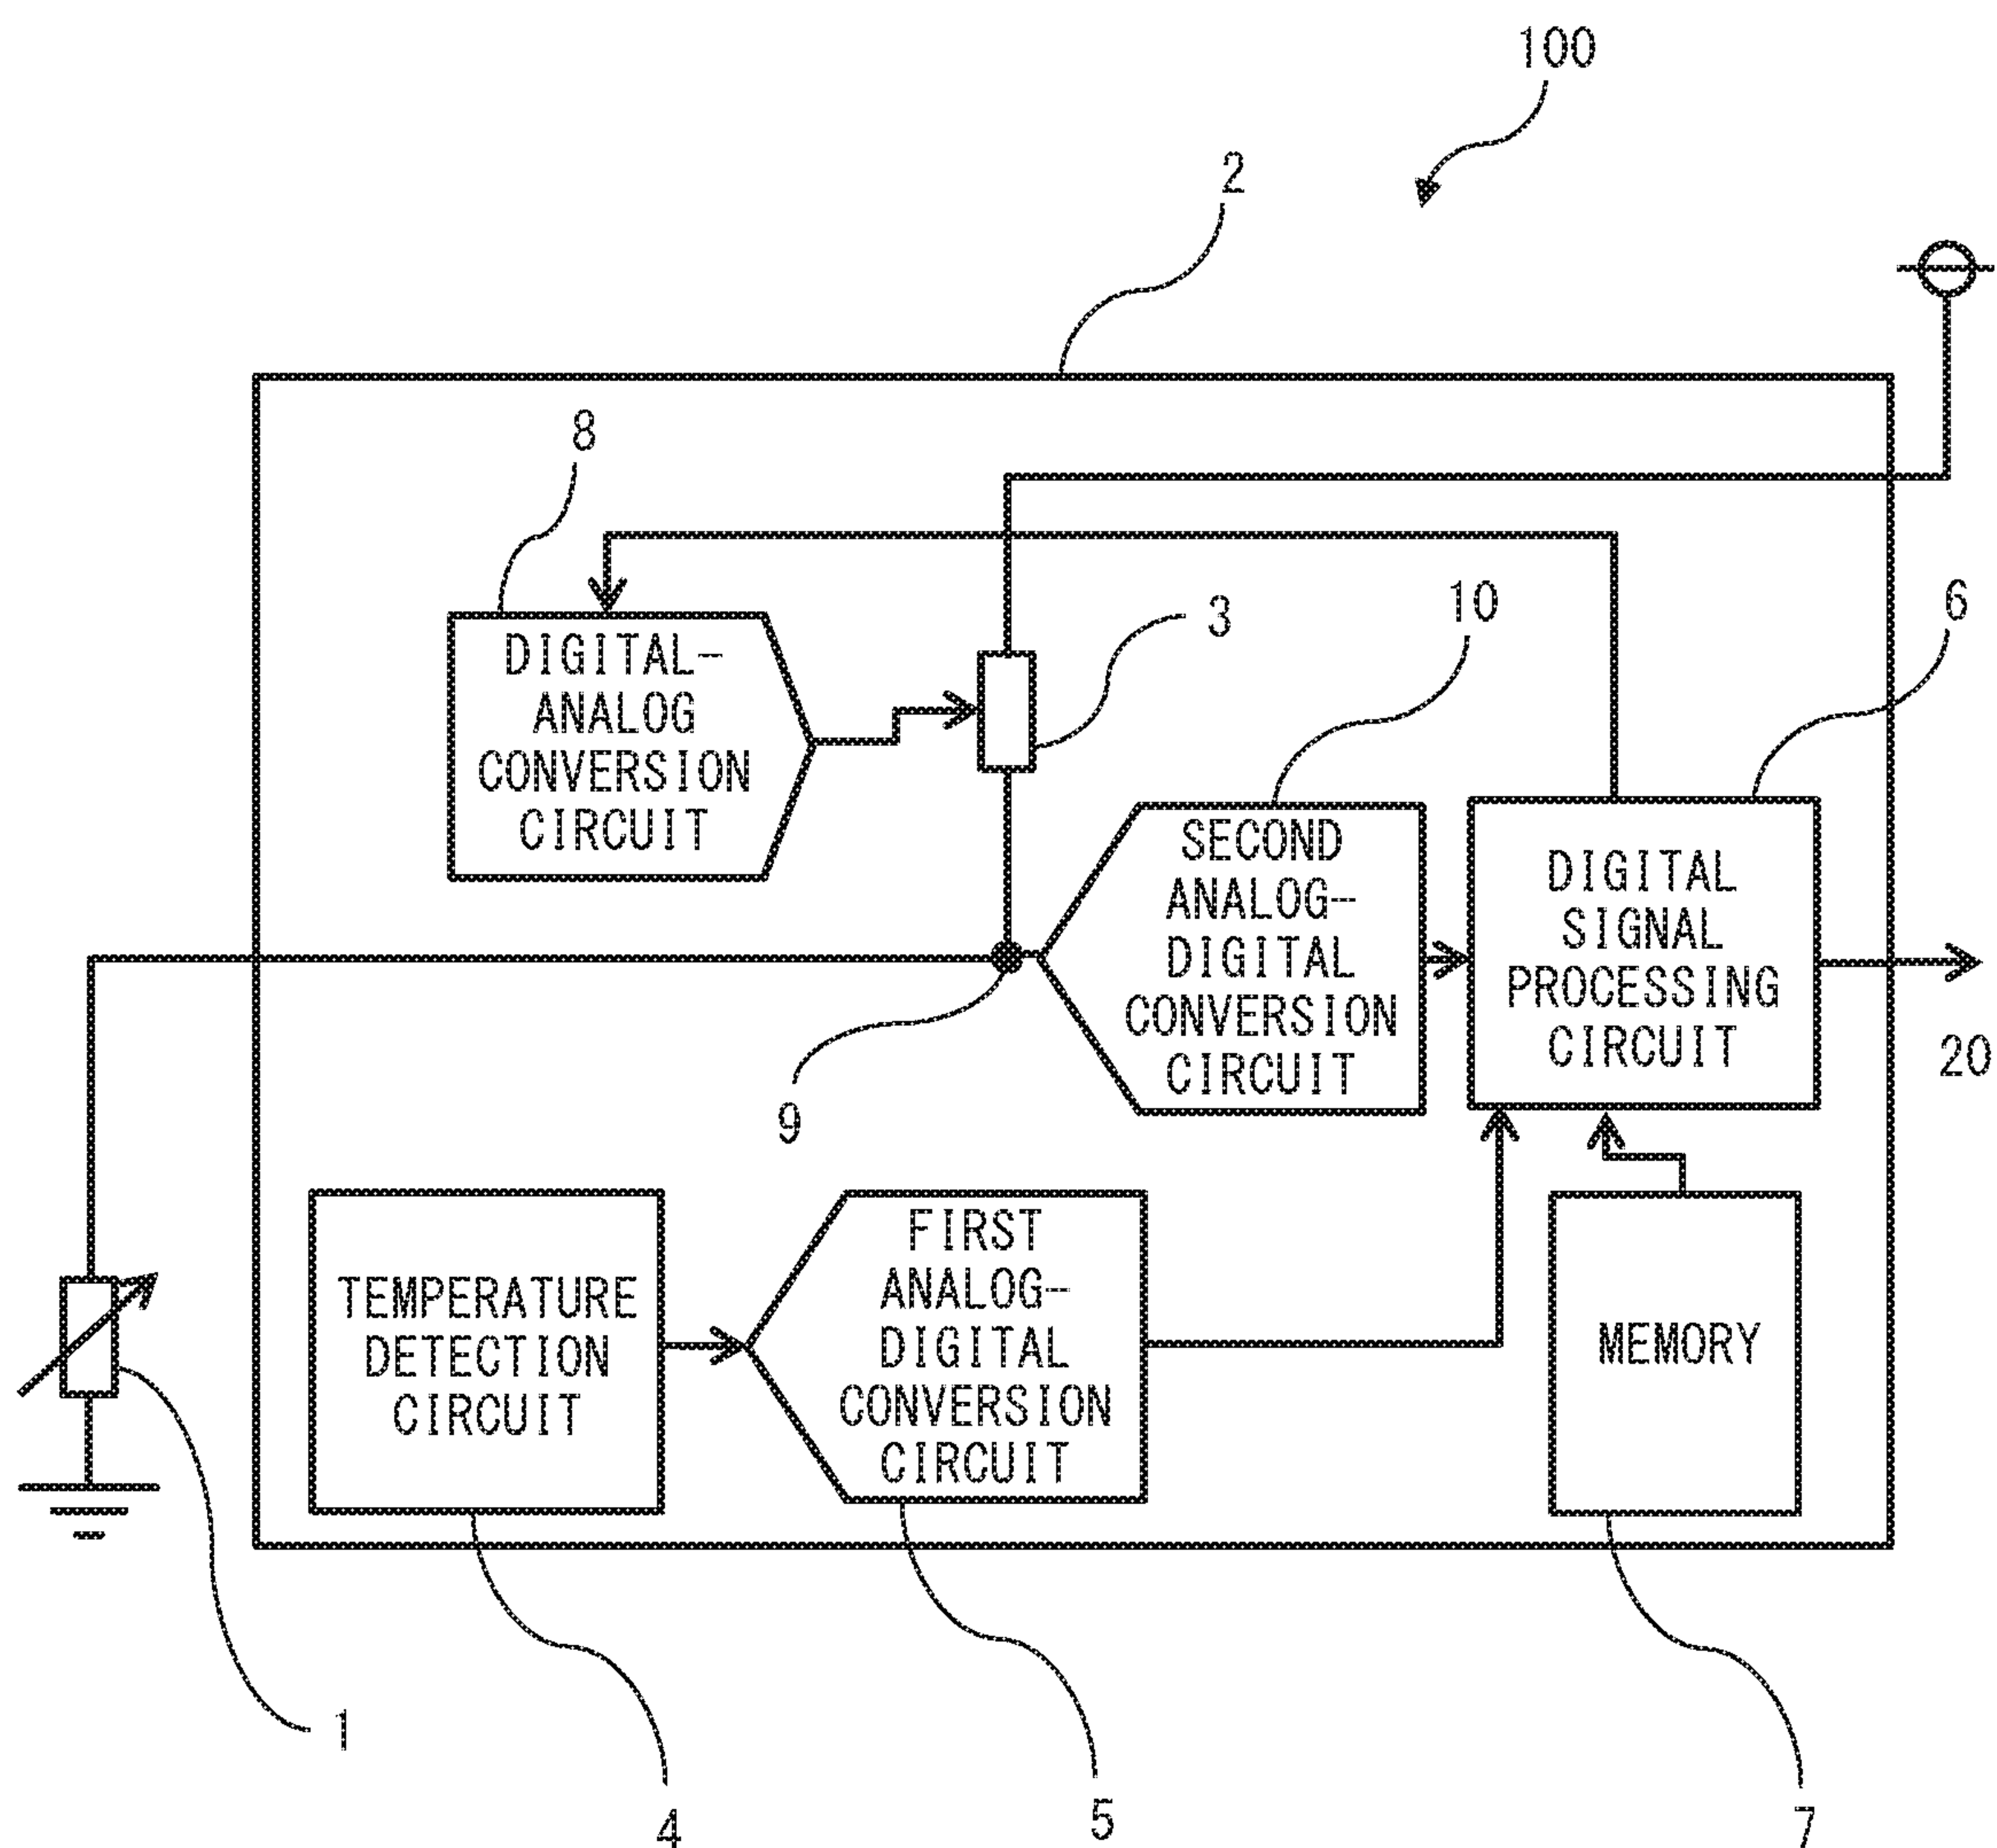 100
2
8
DIGITAL-
ANALOG
CONVERSION
CIRCUIT
3
10
6
SECOND
ANALOG-
DIGITAL
CONVERSION
CIRCUIT
DIGITAL
SIGNAL
PROCESSING
CIRCUIT
20
9
TEMPERATURE
DETECTION
CIRCUIT
FIRST
ANALOG-
DIGITAL
CONVERSION
CIRCUIT
MEMORY
1
4
5
7